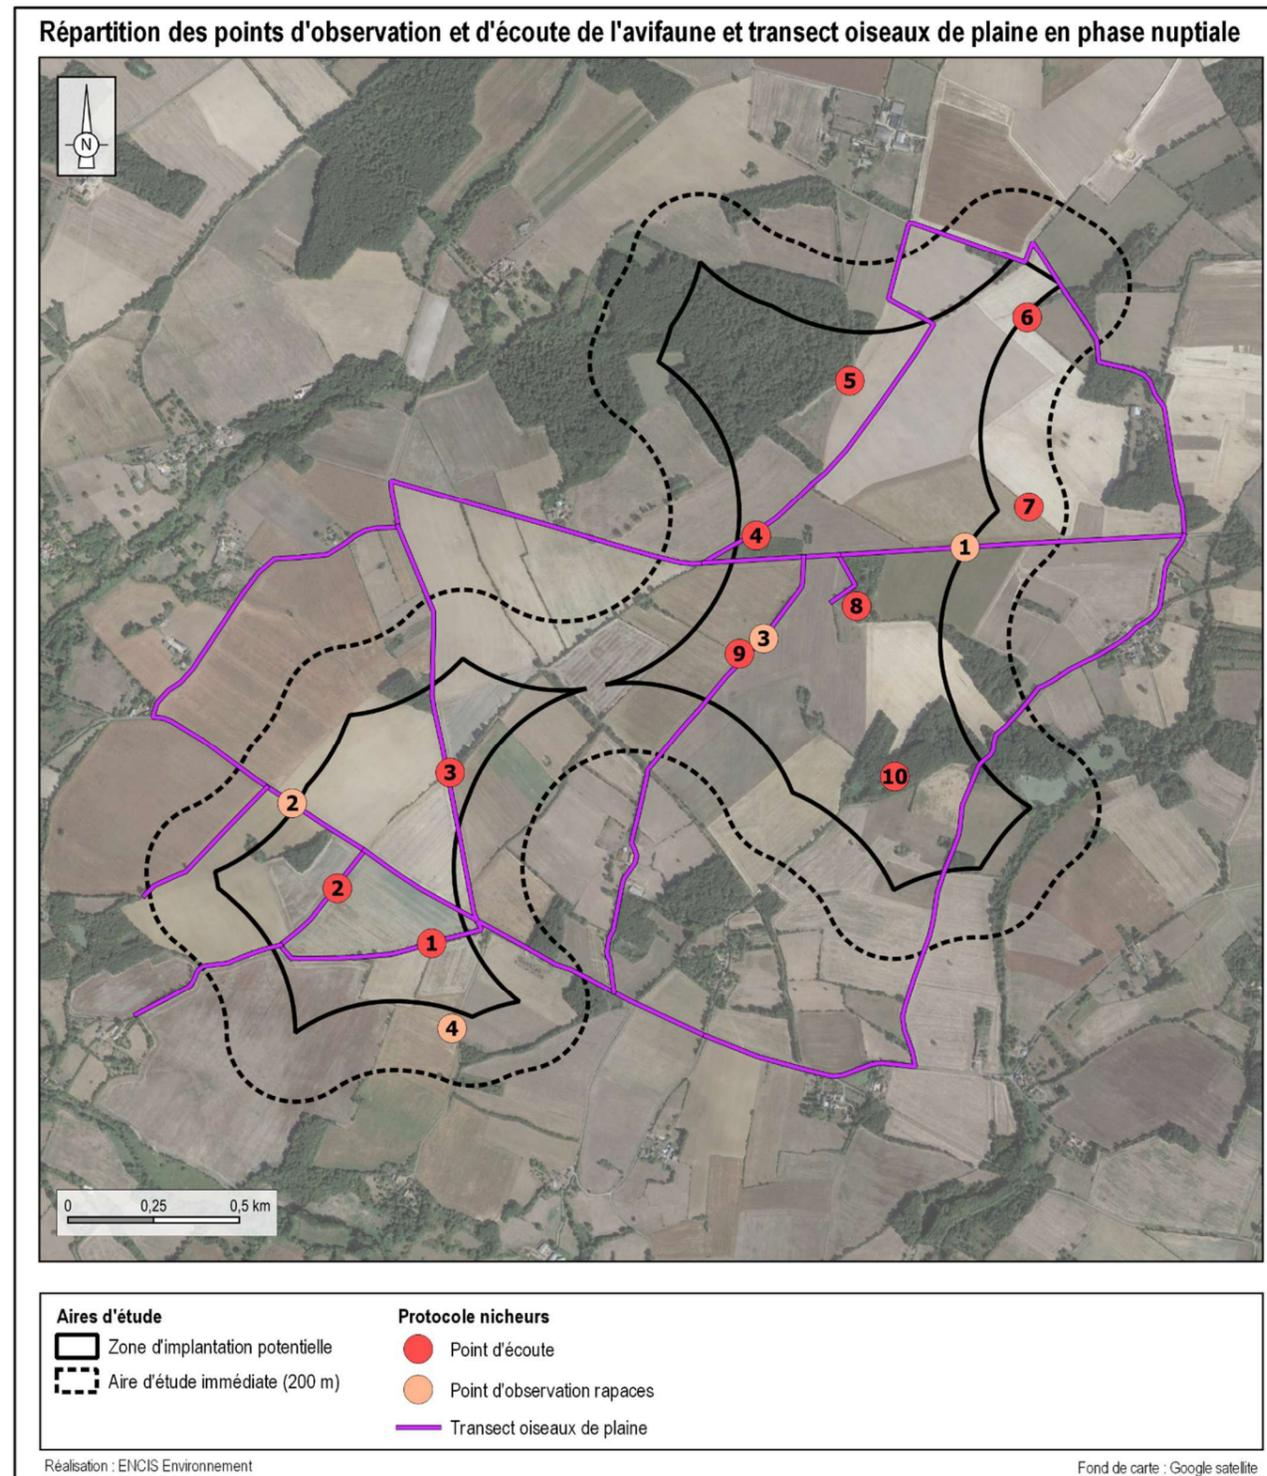 Répartition des points d'observation et d'écoute de l'avifaune et transect oiseaux de plaine en phase nuptiale
N
6
5
7
4
1
8
3
9
3
10
2
2
1
4
0 0,25 0,5 km
Aires d'étude
Zone d'implantation potentielle
Aire d'étude immédiate (200 m)
Protocole nicheurs
Point d'écoute
Point d'observation rapaces
Transect oiseaux de plaine
Réalisation : ENCIS Environnement
Fond de carte : Google satellite